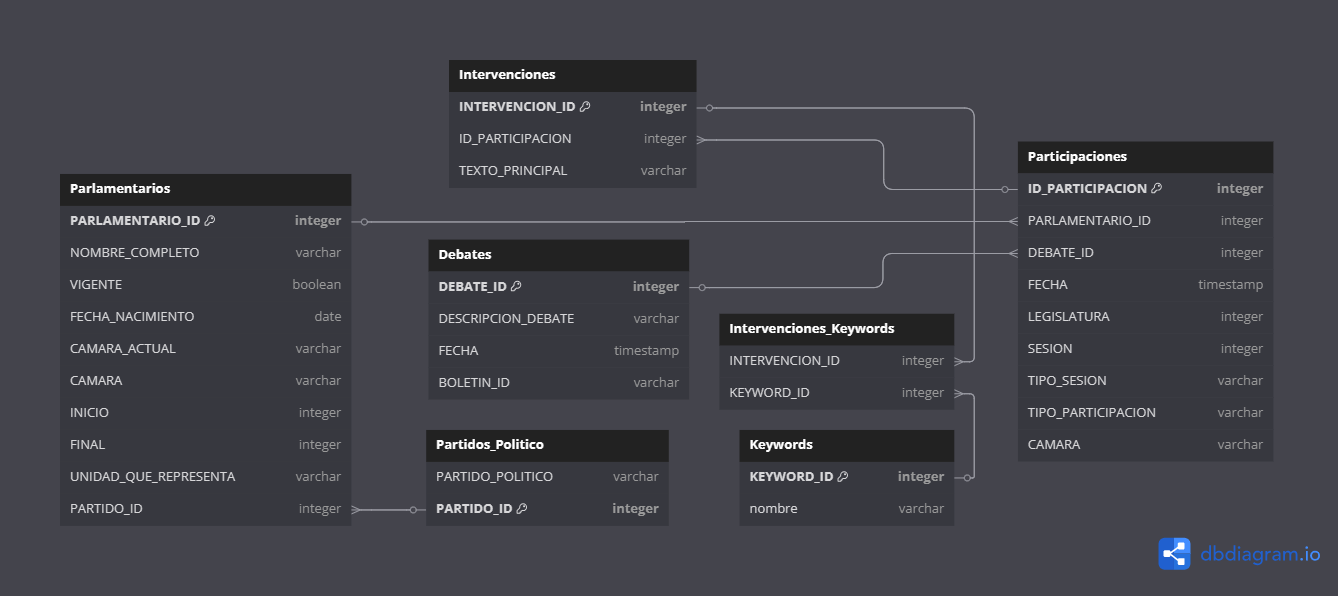 Intervenciones
INTERVENCION_ID integer
ID_PARTICIPACION integer
TEXTO_PRINCIPAL varchar
Parlamentarios
PARLAMENTARIO_ID integer
NOMBRE_COMPLETO varchar
VIGENTE boolean
FECHA_NACIMIENTO date
CAMARA_ACTUAL varchar
CAMARA varchar
INICIO integer
FINAL integer
UNIDAD_QUE_REPRESENTA varchar
PARTIDO_ID integer
Debates
DEBATE_ID integer
DESCRIPCION_DEBATE varchar
FECHA timestamp
BOLETIN_ID varchar
Partidos_Politico
PARTIDO_POLITICO varchar
PARTIDO_ID integer
Intervenciones_Keywords
INTERVENCION_ID integer
KEYWORD_ID integer
Keywords
KEYWORD_ID integer
nombre varchar
Participaciones
ID_PARTICIPACION integer
PARLAMENTARIO_ID integer
DEBATE_ID integer
FECHA timestamp
LEGISLATURA integer
SESION integer
TIPO_SESION varchar
TIPO_PARTICIPACION varchar
CAMARA varchar
dbdiagram.io